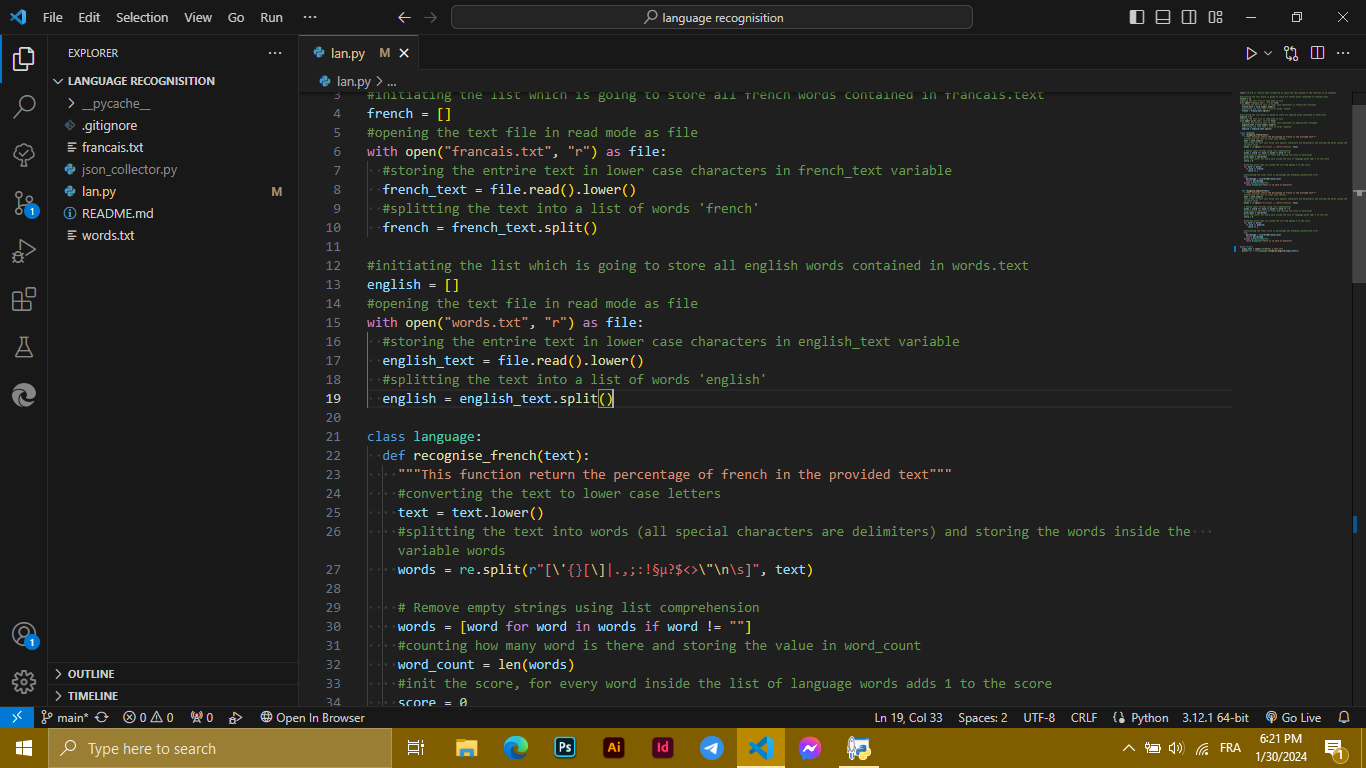 File Edit Selection View Go Run ··· language recognisition
EXPLORER ···
LANGUAGE RECOGNISITION
__pycache__
.gitignore
francais.txt
json_collector.py
lan.py M
README.md
words.txt
OUTLINE
TIMELINE
lan.py M
lan.py > ...
3 #initiating the list which is going to store all french words contained in francais.text
4 french = []
5 #opening the text file in read mode as file
6 with open("francais.txt", "r") as file:
7 #storing the entrire text in lower case characters in french_text variable
8 french_text = file.read().lower()
9 #splitting the text into a list of words 'french'
10 french = french_text.split()
11
12 #initiating the list which is going to store all english words contained in words.text
13 english = []
14 #opening the text file in read mode as file
15 with open("words.txt", "r") as file:
16 #storing the entrire text in lower case characters in english_text variable
17 english_text = file.read().lower()
18 #splitting the text into a list of words 'english'
19 english = english_text.split()
20
21 class language:
22 def recognise_french(text):
23 """This function return the percentage of french in the provided text"""
24 #converting the text to lower case letters
25 text = text.lower()
26 #splitting the text into words (all special characters are delimiters) and storing the words inside the
variable words
27 words = re.split(r"[\'{}[\]|.,;:!§µ?$<>\"\n\s]", text)
28
29 # Remove empty strings using list comprehension
30 words = [word for word in words if word != ""]
31 #counting how many word is there and storing the value in word_count
32 word_count = len(words)
33 #init the score, for every word inside the list of language words adds 1 to the score
34 score = 0
1
1
main* 0 0 0 Open In Browser Ln 19, Col 33 Spaces: 2 UTF-8 CRLF Python 3.12.1 64-bit Go Live
Type here to search
Ps Ai Id
FRA
6:21 PM
1/30/2024
1